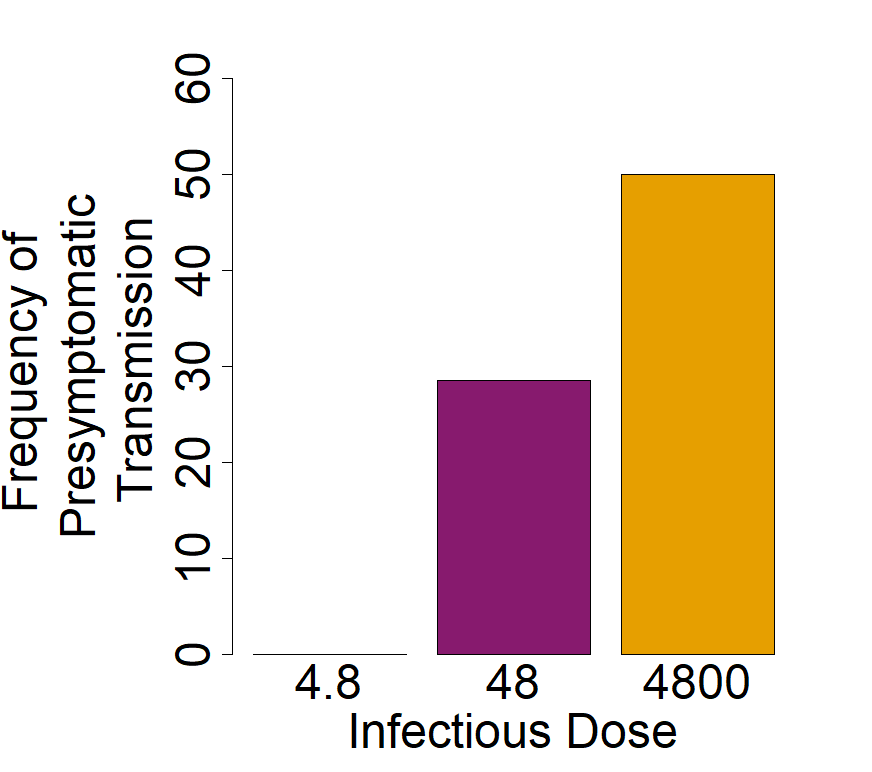 Frequency of
Presymptomatic
Transmission
60
50
40
30
20
10
0
4.8 48 4800
Infectious Dose